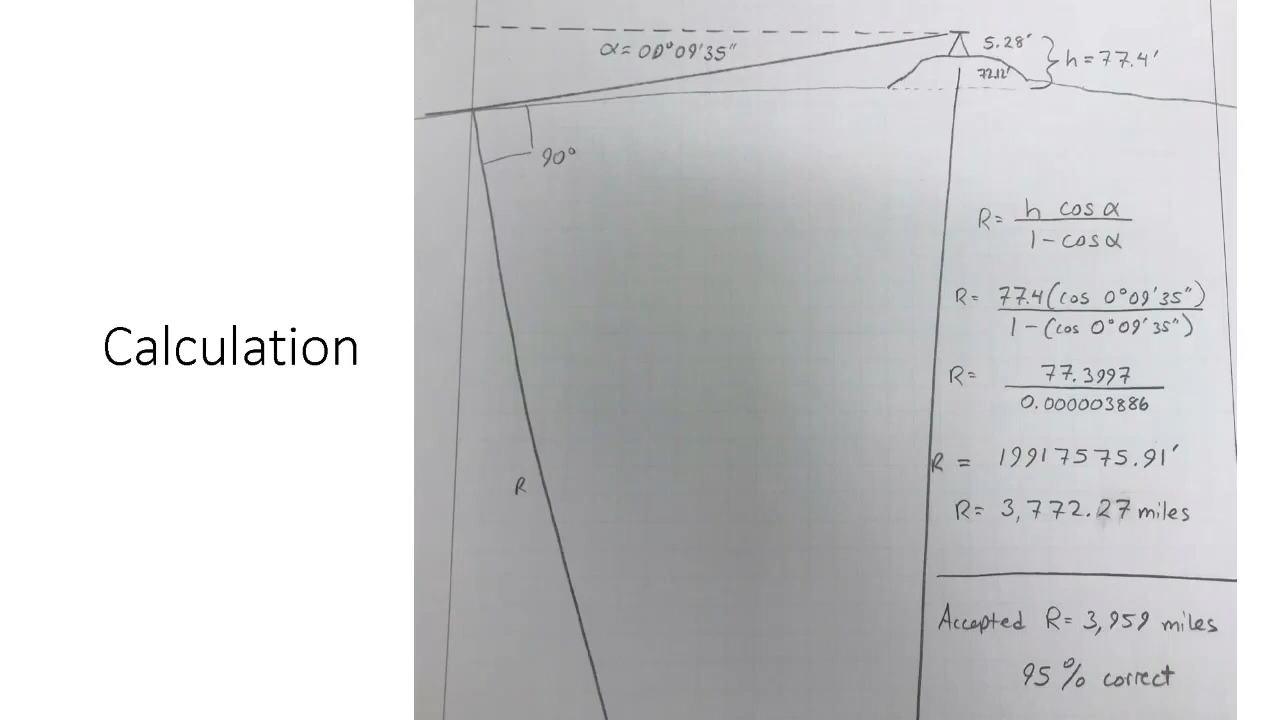 Calculation
α = 00°09'35"
5.28'
72.12'
h = 77.4'
90°
R
R = h cos α / 1 - cos α
R = 77.4(cos 0°09'35") / 1 - (cos 0°09'35")
R = 77.3997 / 0.000003886
R = 19917575.91'
R = 3,772.27 miles
Accepted R = 3,959 miles
95% correct